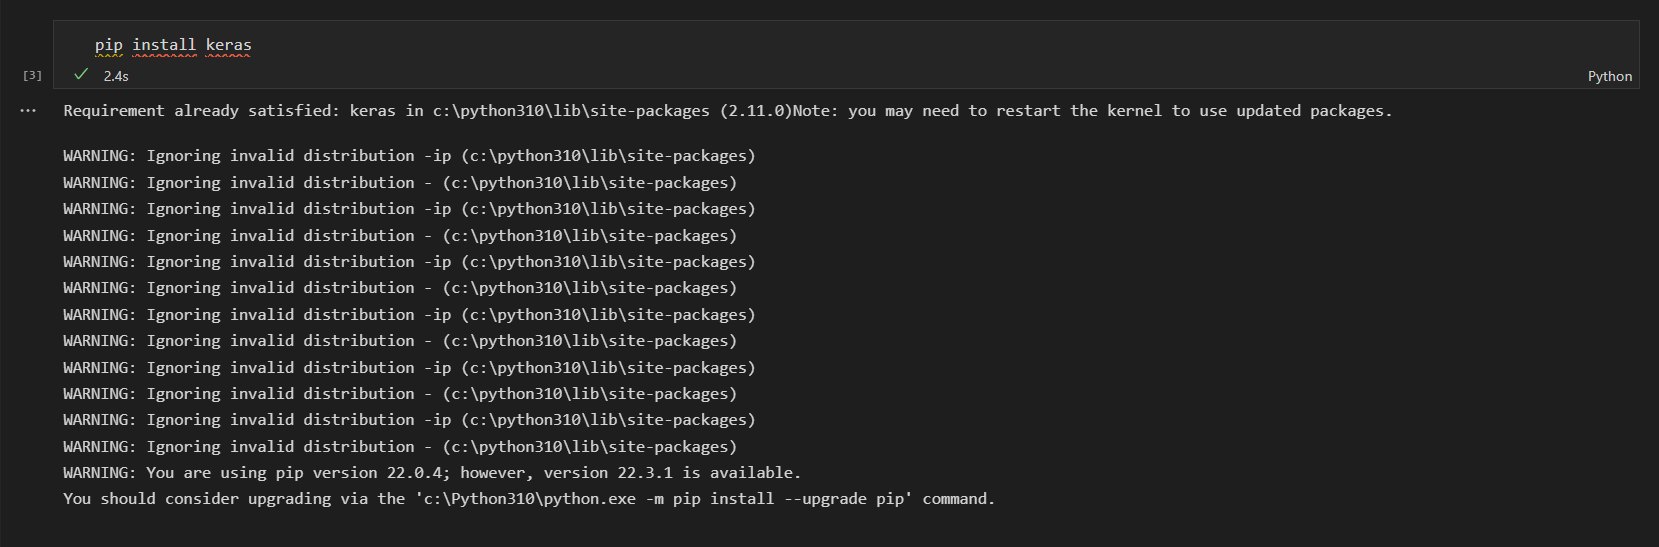 pip install keras
[3]
2.4s
Python
Requirement already satisfied: keras in c:\python310\lib\site-packages (2.11.0)Note: you may need to restart the kernel to use updated packages.
WARNING: Ignoring invalid distribution -ip (c:\python310\lib\site-packages)
WARNING: Ignoring invalid distribution - (c:\python310\lib\site-packages)
WARNING: Ignoring invalid distribution -ip (c:\python310\lib\site-packages)
WARNING: Ignoring invalid distribution - (c:\python310\lib\site-packages)
WARNING: Ignoring invalid distribution -ip (c:\python310\lib\site-packages)
WARNING: Ignoring invalid distribution - (c:\python310\lib\site-packages)
WARNING: Ignoring invalid distribution -ip (c:\python310\lib\site-packages)
WARNING: Ignoring invalid distribution - (c:\python310\lib\site-packages)
WARNING: Ignoring invalid distribution -ip (c:\python310\lib\site-packages)
WARNING: Ignoring invalid distribution - (c:\python310\lib\site-packages)
WARNING: Ignoring invalid distribution -ip (c:\python310\lib\site-packages)
WARNING: Ignoring invalid distribution - (c:\python310\lib\site-packages)
WARNING: You are using pip version 22.0.4; however, version 22.3.1 is available.
You should consider upgrading via the 'c:\Python310\python.exe -m pip install --upgrade pip' command.